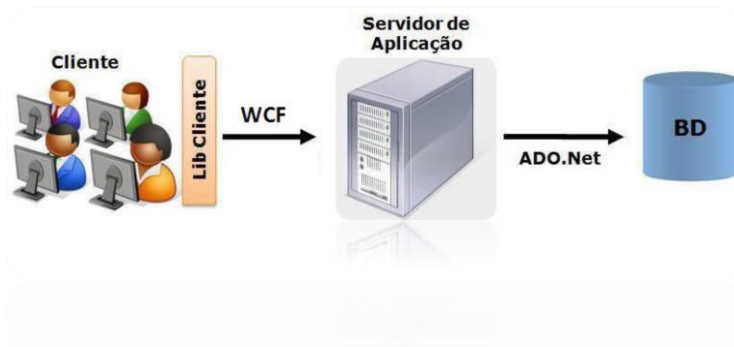 Cliente
Lib Cliente
WCF
Servidor de
Aplicação
ADO.Net
BD